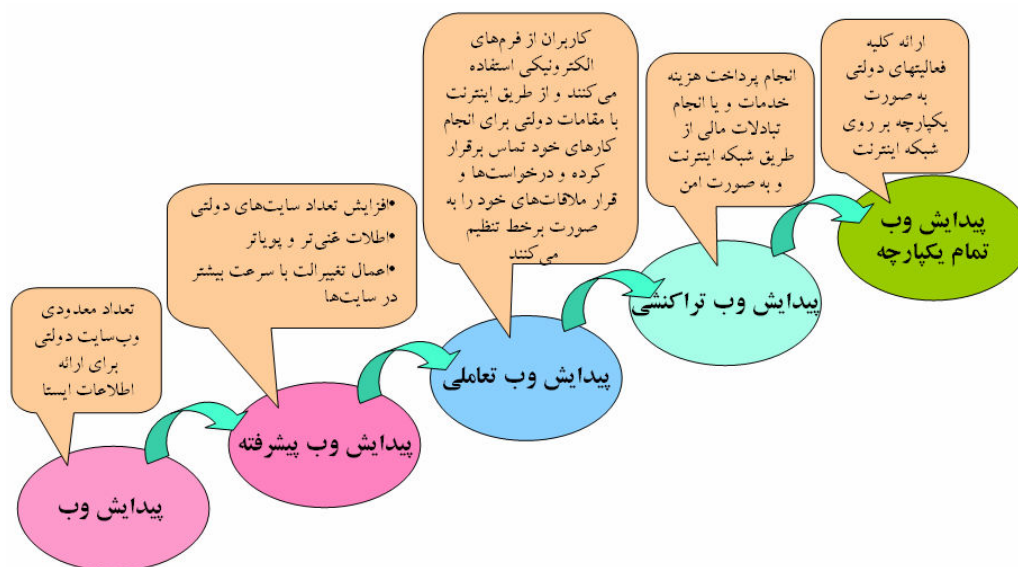 تعداد معدودی
وب‌سایت دولتی
برای ارائه
اطلاعات ایستا
پیدایش وب
•افزایش تعداد سایت‌های دولتی
•اطلات غنی‌تر و پویاتر
•اعمال تغییرالت با سرعت بیشتر
در سایت‌ها
پیدایش وب پیشرفته
کاربران از فرم‌های
الکترونیکی استفاده
می‌کنند و از طریق اینترنت
با مقامات دولتی برای انجام
کارهای خود تماس برقرار
کرده و درخواست‌ها و
قرار ملاقات‌های خود را به
صورت برخط تنظیم
می‌کنند
پیدایش وب تعاملی
انجام پرداخت هزینه
خدمات و یا انجام
تبادلات مالی از
طریق شبکه اینترنت
و به صورت امن
پیدایش وب تراکنشی
ارائه کلیه
فعالیتهای دولتی
به صورت
یکپارچه بر روی
شبکه اینترنت
پیدایش وب
تمام یکپارچه